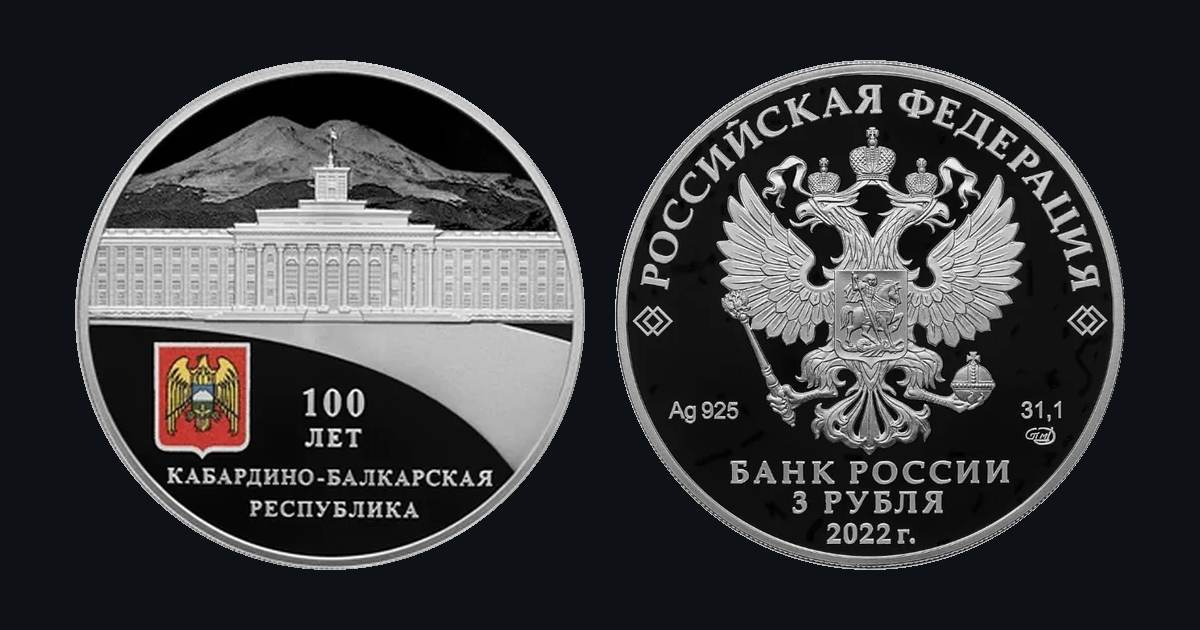 100
ЛЕТ
КАБАРДИНО-БАЛКАРСКАЯ
РЕСПУБЛИКА
РОССИЙСКАЯ ФЕДЕРАЦИЯ
Ag 925
31,1
БАНК РОССИИ
3 РУБЛЯ
2022 г.